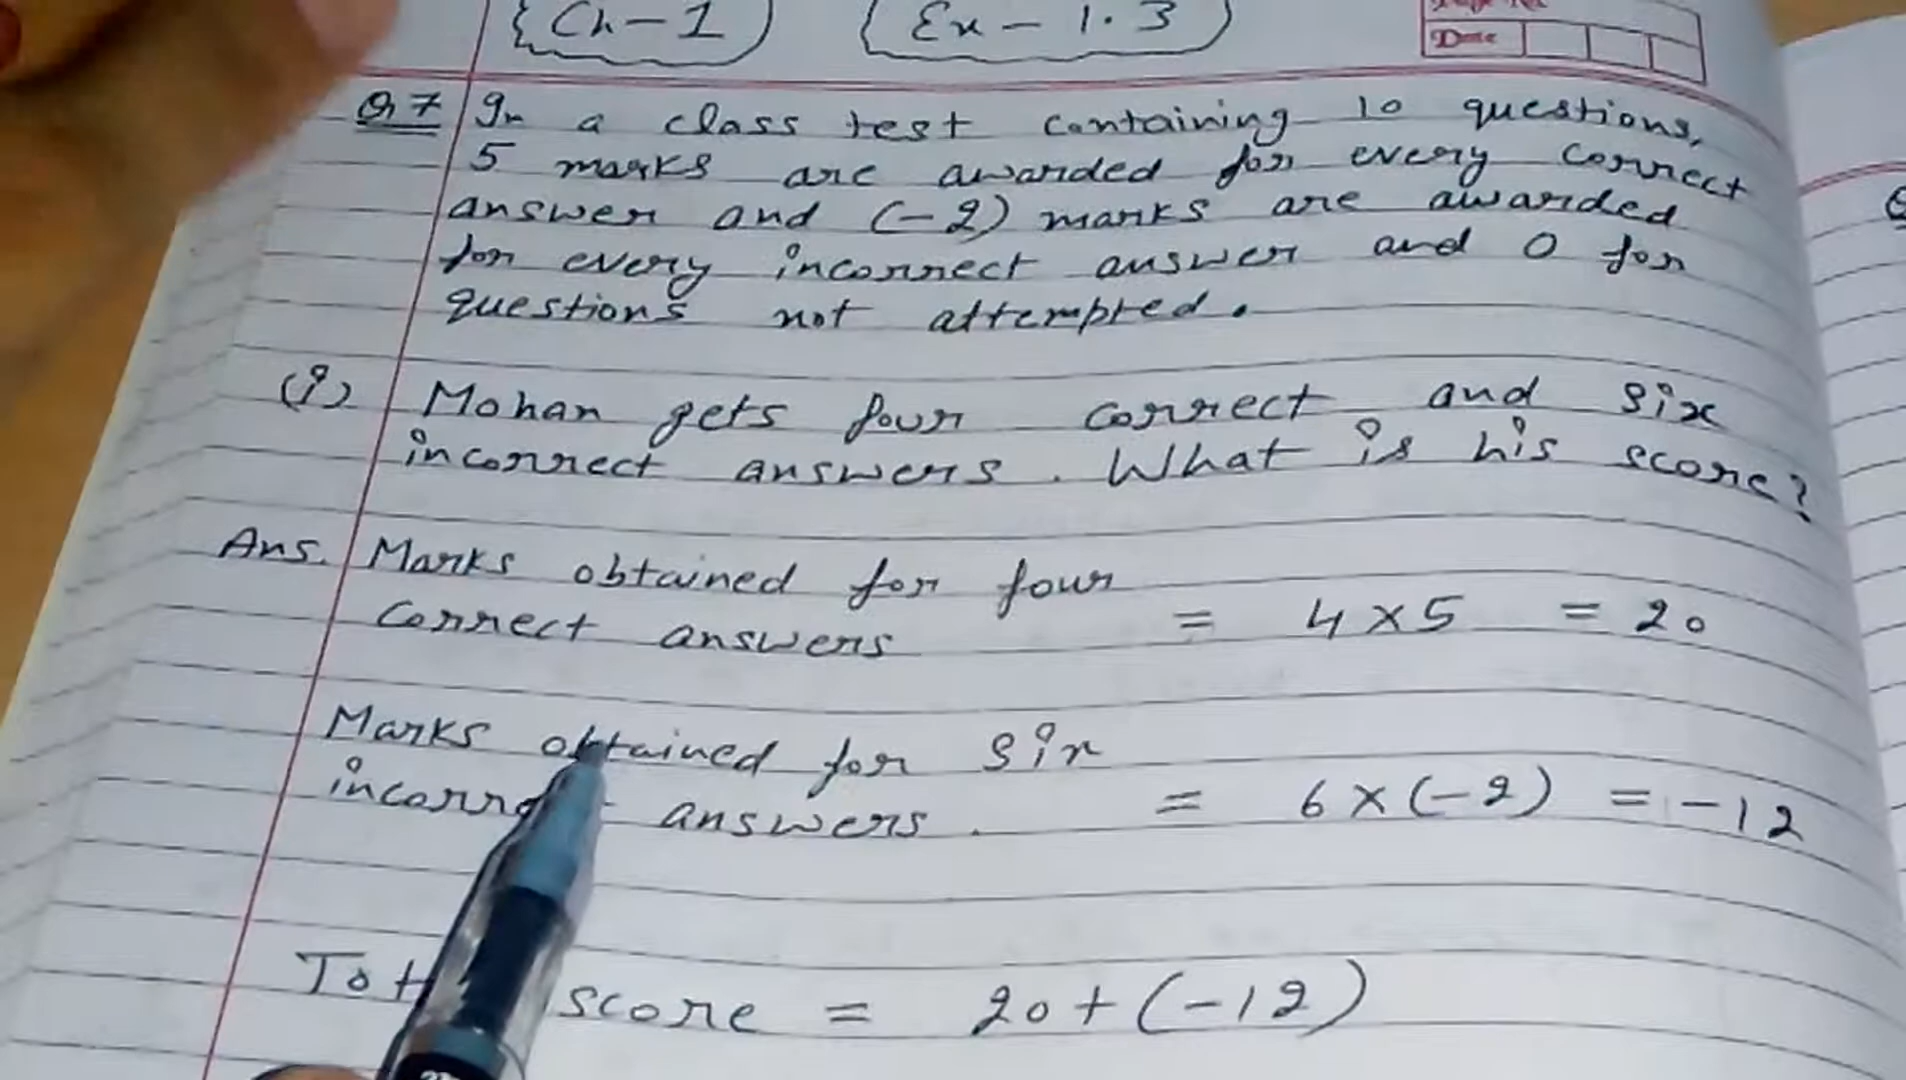 Ch-1 Ex-1.3
Date
Q7 In a class test containing 10 questions,
5 marks are awarded for every correct
answer and (-2) marks are awarded
for every incorrect answer and 0 for
questions not attempted.
(i) Mohan gets four correct and six
incorrect answers. What is his score?
Ans. Marks obtained for four
correct answers = 4×5 = 20
Marks obtained for six
answers. = 6×(-2) = -12
score = 20+(-12)